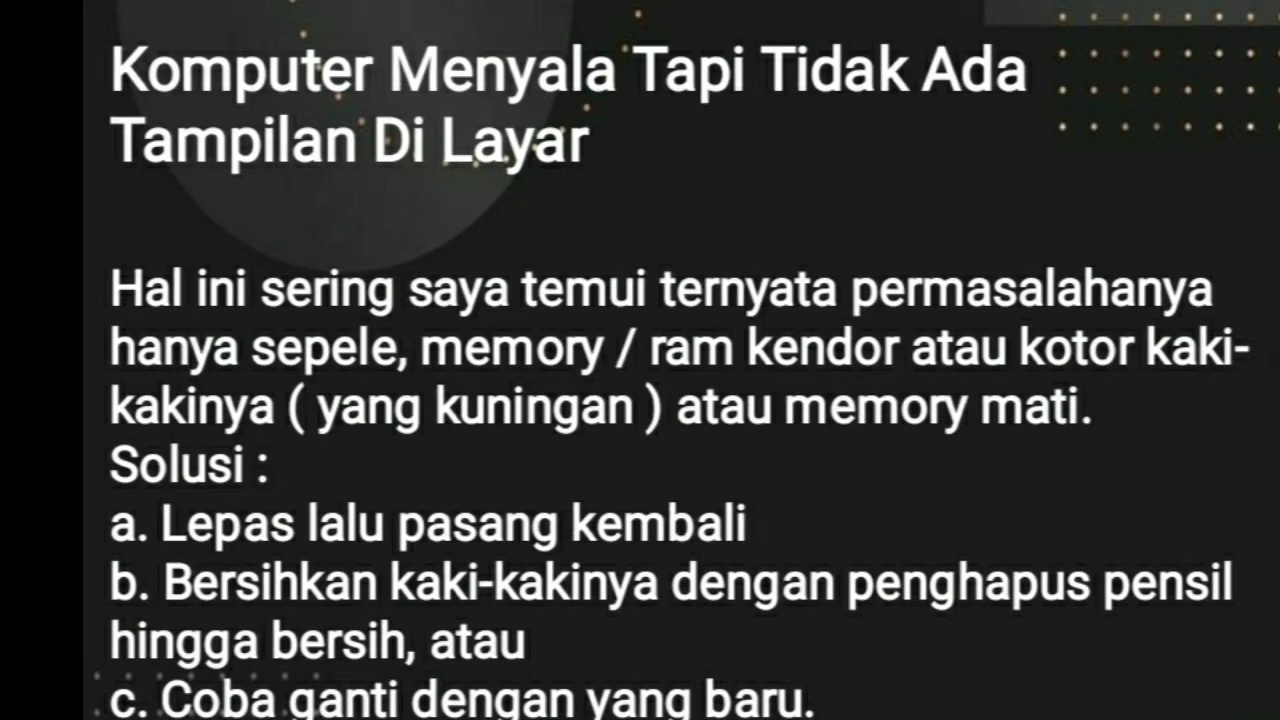 Komputer Menyala Tapi Tidak Ada
Tampilan Di Layar
Hal ini sering saya temui ternyata permasalahanya
hanya sepele, memory / ram kendor atau kotor kaki-
kakinya ( yang kuningan ) atau memory mati.
Solusi :
a. Lepas lalu pasang kembali
b. Bersihkan kaki-kakinya dengan penghapus pensil
hingga bersih, atau
c. Coba ganti dengan yang baru.